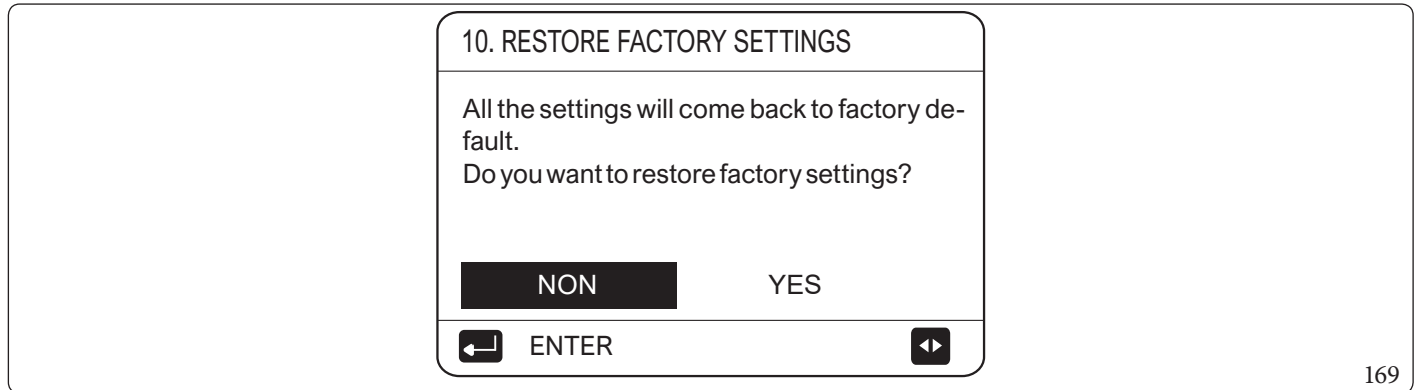 10. RESTORE FACTORY SETTINGS
All the settings will come back to factory de-
fault.
Do you want to restore factory settings?
NON YES
ENTER
169